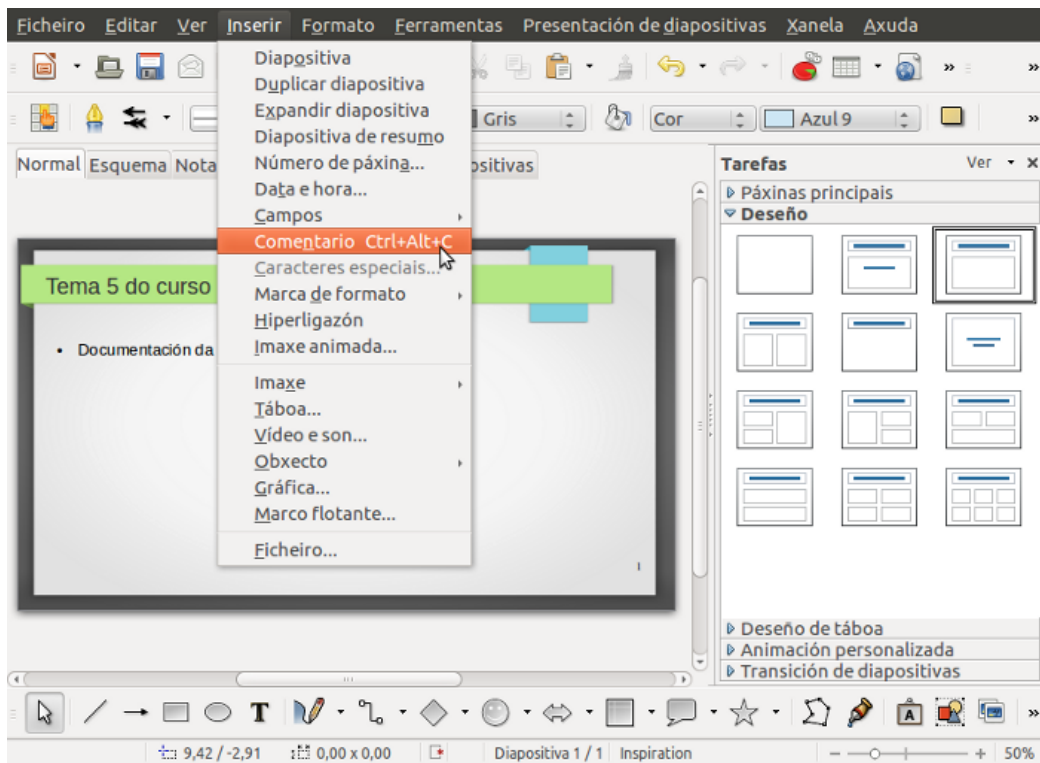 Ficheiro Editar Ver Inserir Formato Ferramentas Presentación de diapositivas Xanela Axuda
Diapositiva
Duplicar diapositiva
Expandir diapositiva
Diapositiva de resumo
Número de páxina...
Data e hora...
Campos
Comentario Ctrl+Alt+C
Caracteres especiais...
Marca de formato
Hiperligazón
Imaxe animada...
Imaxe
Táboa...
Vídeo e son...
Obxecto
Gráfica...
Marco flotante...
Ficheiro...
Gris Cor Azul 9
Normal Esquema Nota ositivas
Tema 5 do curso
• Documentación da
1
Tarefas Ver
Páxinas principais
Deseño
Deseño de táboa
Animación personalizada
Transición de diapositivas
T A
9,42 / -2,91 0,00 x 0,00 Diapositiva 1 / 1 Inspiration 50%